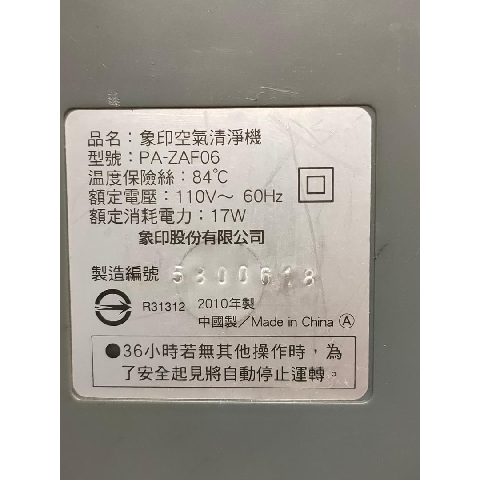 品名：象印空氣清淨機
型號：PA-ZAF06
温度保險絲：84℃
額定電壓：110V～ 60Hz
額定消耗電力：17W
象印股份有限公司
製造編號 5300618
R31312 2010年製
中國製／Made in China Ⓐ
●36小時若無其他操作時，為
了安全起見將自動停止運轉。